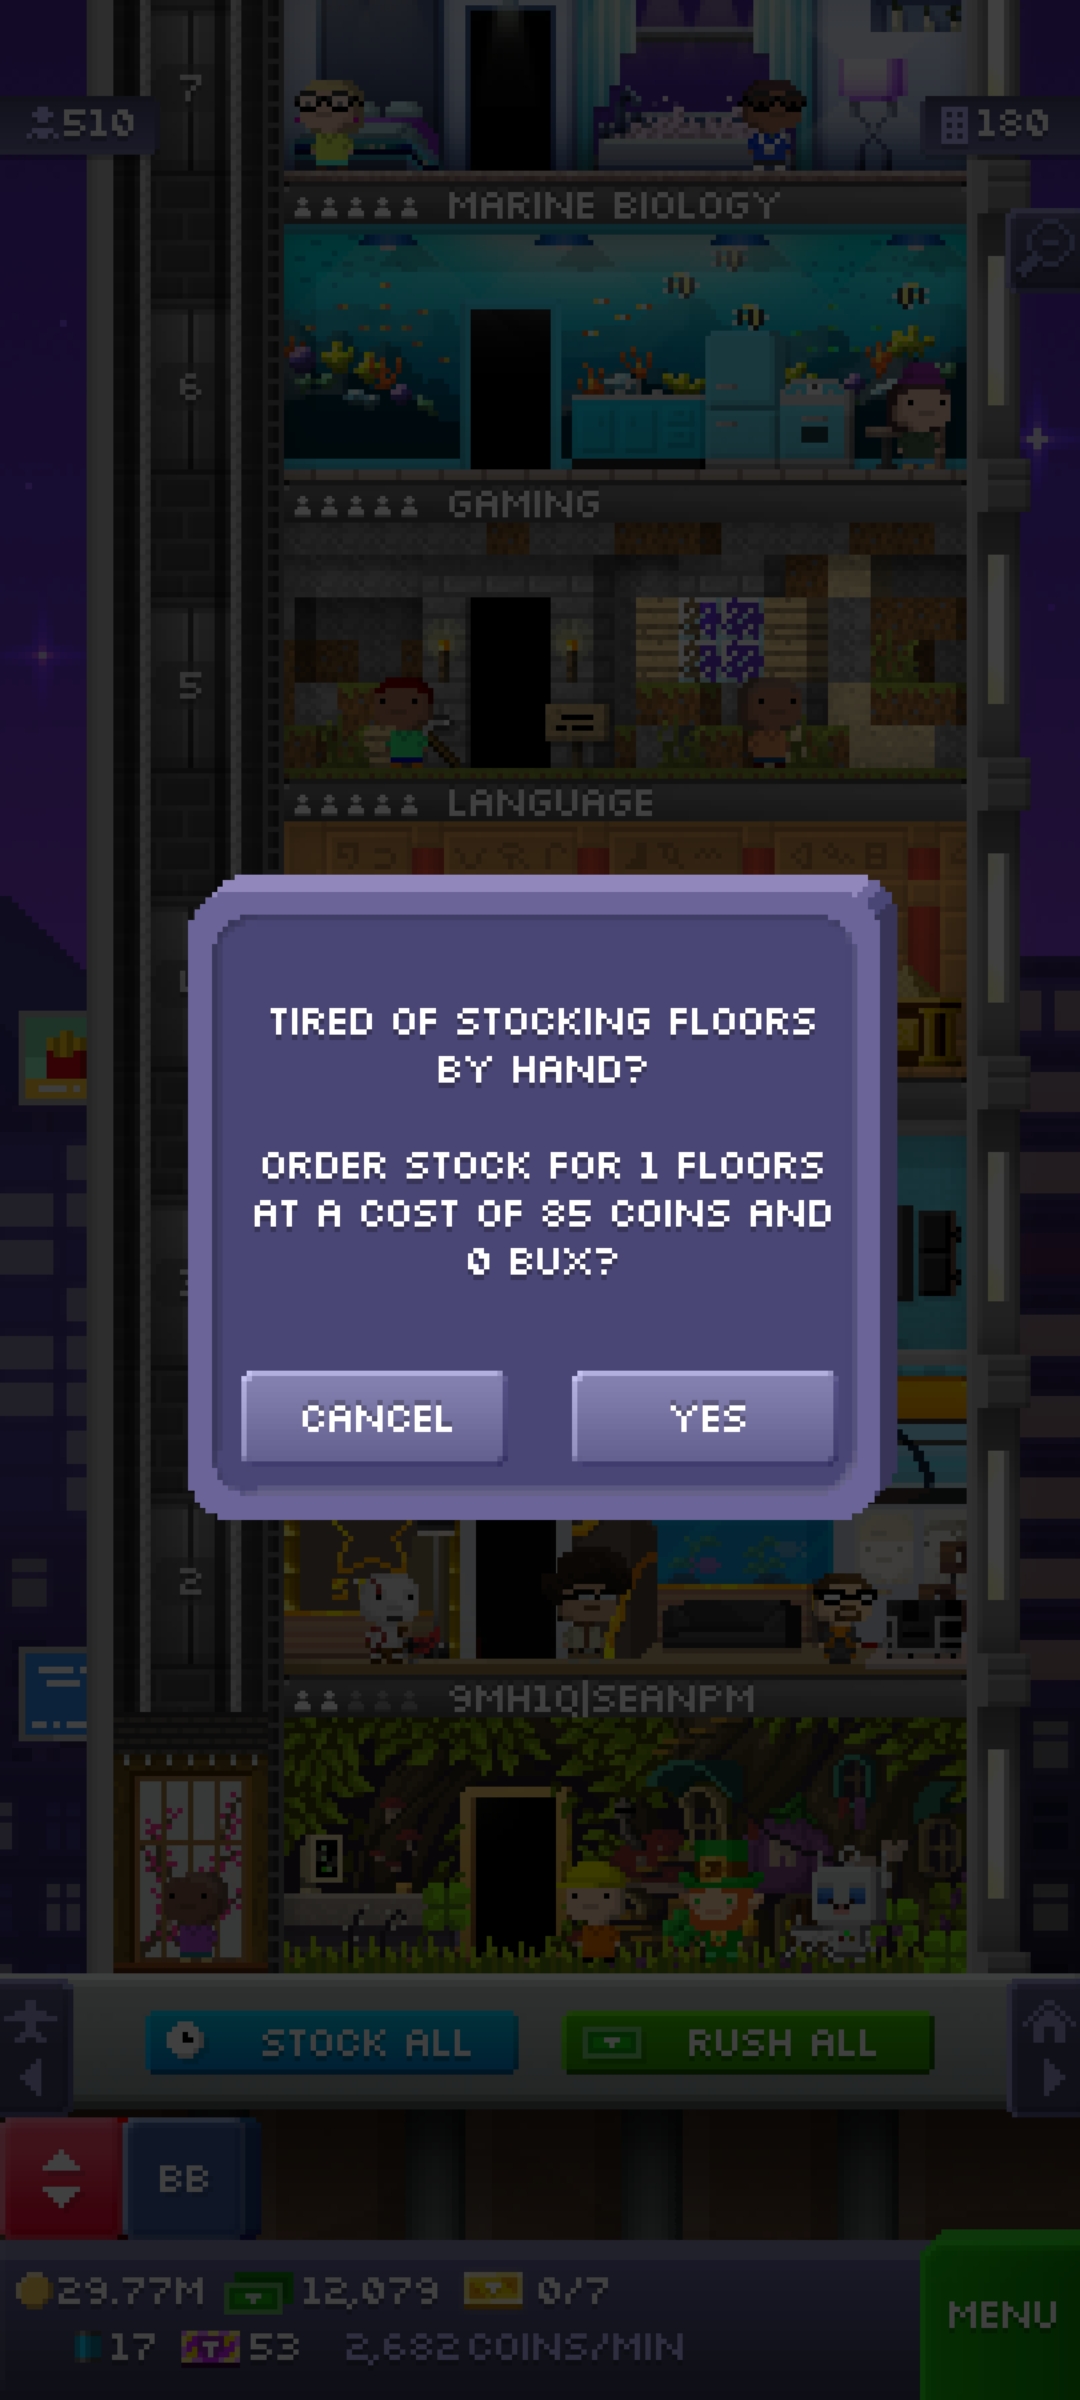 7
510
180
MARINE BIOLOGY
6
GAMING
5
LANGUAGE
TIRED OF STOCKING FLOORS
BY HAND?
ORDER STOCK FOR 1 FLOORS
AT A COST OF 85 COINS AND
0 BUX?
CANCEL
YES
2
9MH1Q|SEANPM
STOCK ALL
RUSH ALL
BB
29.77M
12,079
0/7
MENU
17
53
2,682 COINS/MIN